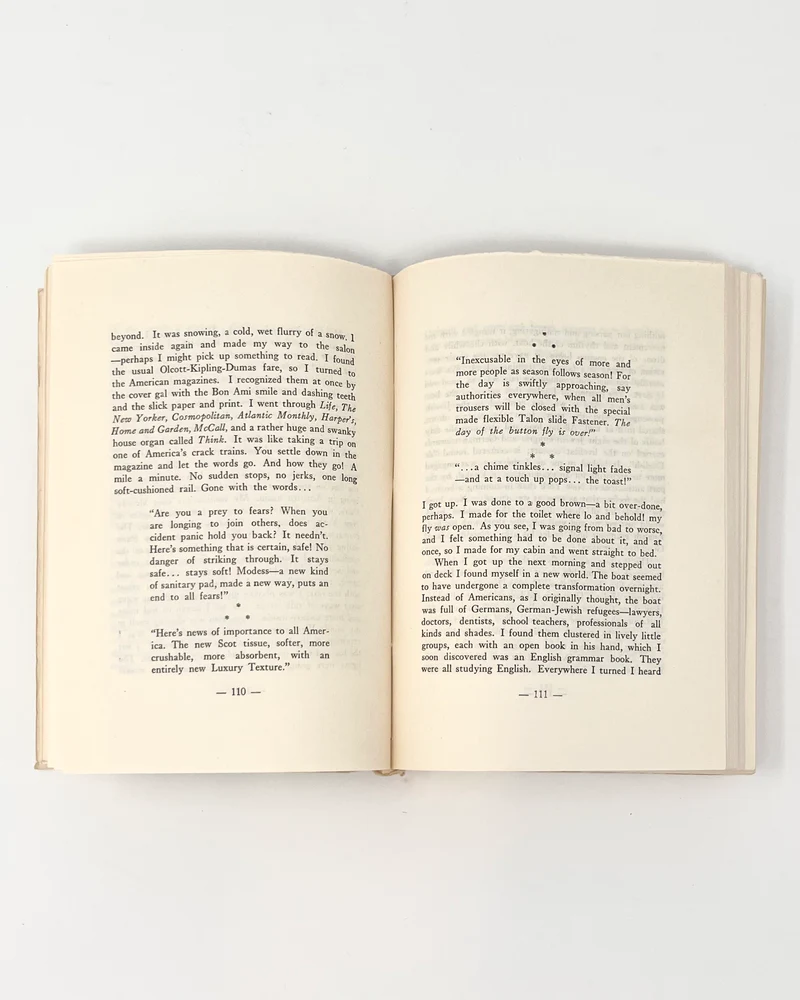 beyond. It was snowing, a cold, wet flurry of a snow. I
came inside again and made my way to the salon
—perhaps I might pick up something to read. I found
the usual Olcott-Kipling-Dumas fare, so I turned to
the American magazines. I recognized them at once by
the cover gal with the Bon Ami smile and dashing teeth
and the slick paper and print. I went through Life, The
New Yorker, Cosmopolitan, Atlantic Monthly, Harper's,
Home and Garden, McCall, and a rather huge and swanky
house organ called Think. It was like taking a trip on
one of America's crack trains. You settle down in the
magazine and let the words go. And how they go! A
mile a minute. No sudden stops, no jerks, one long
soft-cushioned rail. Gone with the words...
“Are you a prey to fears? When you
are longing to join others, does ac-
cident panic hold you back? It needn't.
Here's something that is certain, safe! No
danger of striking through. It stays
safe... stays soft! Modess—a new kind
of sanitary pad, made a new way, puts an
end to all fears!”
*
* *
“Here's news of importance to all Amer-
ica. The new Scot tissue, softer, more
crushable, more absorbent, with an
entirely new Luxury Texture.”
— 110 —
*
* *
“Inexcusable in the eyes of more and
more people as season follows season! For
the day is swiftly approaching, say
authorities everywhere, when all men's
trousers will be closed with the special
made flexible Talon slide Fastener. The
day of the button fly is over!”
*
* *
“...a chime tinkles... signal light fades
—and at a touch up pops... the toast!”
I got up. I was done to a good brown—a bit over-done,
perhaps. I made for the toilet where lo and behold! my
fly was open. As you see, I was going from bad to worse,
and I felt something had to be done about it, and at
once, so I made for my cabin and went straight to bed.
When I got up the next morning and stepped out
on deck I found myself in a new world. The boat seemed
to have undergone a complete transformation overnight.
Instead of Americans, as I originally thought, the boat
was full of Germans, German-Jewish refugees—lawyers,
doctors, dentists, school teachers, professionals of all
kinds and shades. I found them clustered in lively little
groups, each with an open book in his hand, which I
soon discovered was an English grammar book. They
were all studying English. Everywhere I turned I heard
— 111 —